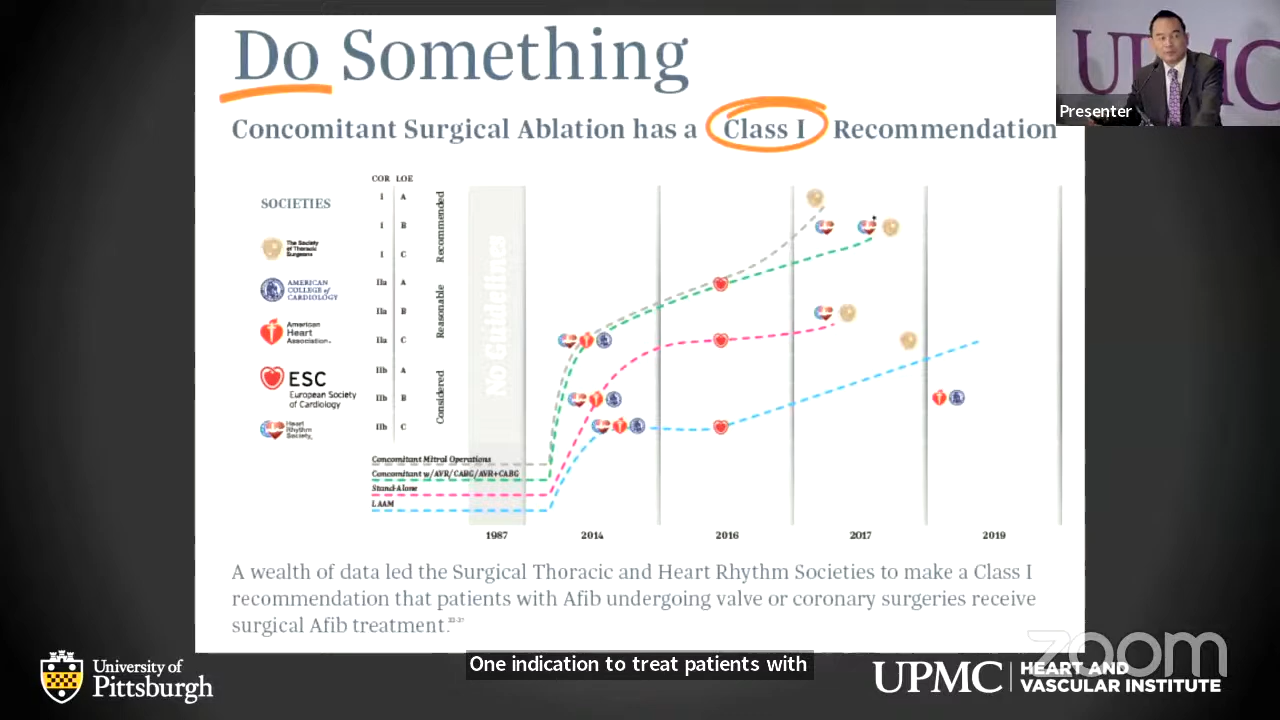 Do Something
Concomitant Surgical Ablation has a Class I Recommendation
UPMC
Presenter
COR LOE
SOCIETIES
The Society
of Thoracic
Surgeons
AMERICAN
COLLEGE of
CARDIOLOGY
American
Heart
Association.
ESC
European Society
of Cardiology
Heart
Rhythm
Society
I A
I B
I C
IIa A
IIa B
IIa C
IIb A
IIb B
IIb C
Recommended
Reasonable
Considered
NO Guidelines
Concomitant Mitral Operations
Concomitant w/AVR/CABG/AVR+CABG
Stand-Alone
LAAM
1987 2014 2016 2017 2019
A wealth of data led the Surgical Thoracic and Heart Rhythm Societies to make a Class I
recommendation that patients with Afib undergoing valve or coronary surgeries receive
surgical Afib treatment.
One indication to treat patients with
University of
Pittsburgh
UPMC HEART AND
VASCULAR INSTITUTE
zoom